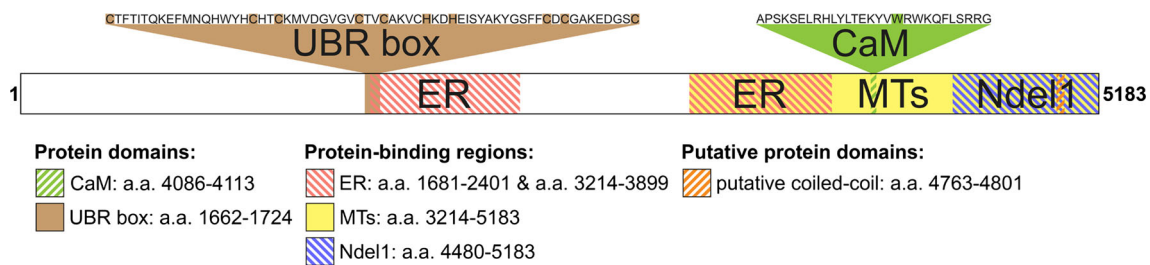 CTFTITQKEFMNQHWYHCHTCKMVDGVGVCTVCAKVCHKDHEISYAKYGSFFCDCGAKEDGSC APSKSELRHLYLTEKYVWRWKQFLSRRG
UBR box CaM
1 ER ER MTs Ndel1 5183
Protein domains: Protein-binding regions: Putative protein domains:
CaM: a.a. 4086-4113 ER: a.a. 1681-2401 & a.a. 3214-3899 putative coiled-coil: a.a. 4763-4801
UBR box: a.a. 1662-1724 MTs: a.a. 3214-5183
Ndel1: a.a. 4480-5183